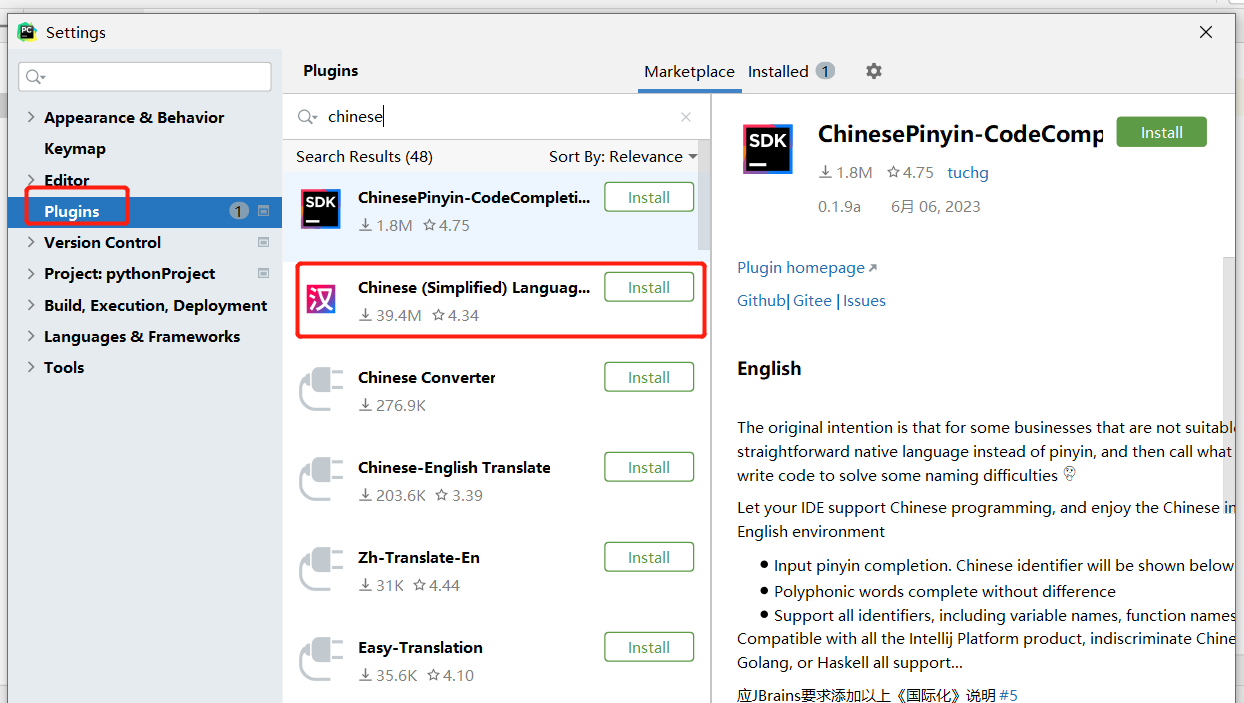 PC
Settings
Plugins
Marketplace
Installed
1
Appearance & Behavior
Keymap
Editor
Plugins
1
Version Control
Project: pythonProject
Build, Execution, Deployment
Languages & Frameworks
Tools
chinese
Search Results (48)
Sort By: Relevance
SDK
ChinesePinyin-CodeCompleti...
Install
1.8M
4.75
汉
Chinese (Simplified) Languag...
Install
39.4M
4.34
Chinese Converter
Install
276.9K
Chinese-English Translate
Install
203.6K
3.39
Zh-Translate-En
Install
31K
4.44
Easy-Translation
Install
35.6K
4.10
SDK
ChinesePinyin-CodeComp
Install
1.8M
4.75
tuchg
0.1.9a
6月 06, 2023
Plugin homepage
Github| Gitee | Issues
English
The original intention is that for some businesses that are not suitabl
straightforward native language instead of pinyin, and then call what
write code to solve some naming difficulties
Let your IDE support Chinese programming, and enjoy the Chinese in
English environment
Input pinyin completion. Chinese identifier will be shown below
Polyphonic words complete without difference
Support all identifiers, including variable names, function names
Compatible with all the Intellij Platform product, indiscriminate Chine
Golang, or Haskell all support...
应JBrains要求添加以上《国际化》说明 #5